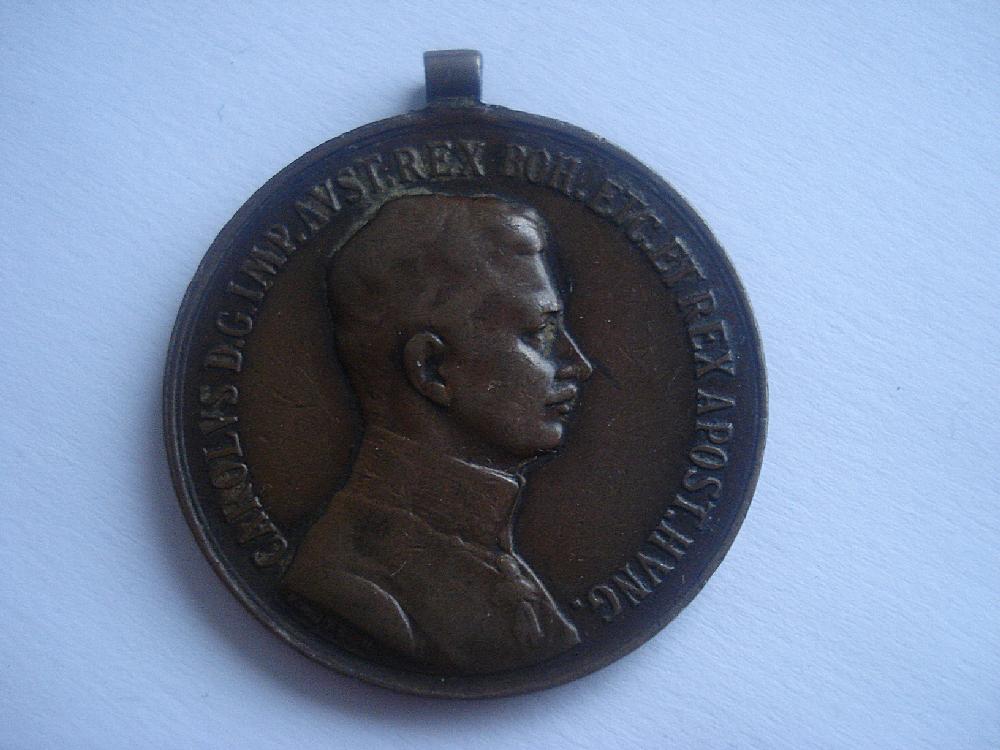 CAROLVS D.G.IMP.AVST.REX BOH.ETC.ET REX APOST.HVNG.